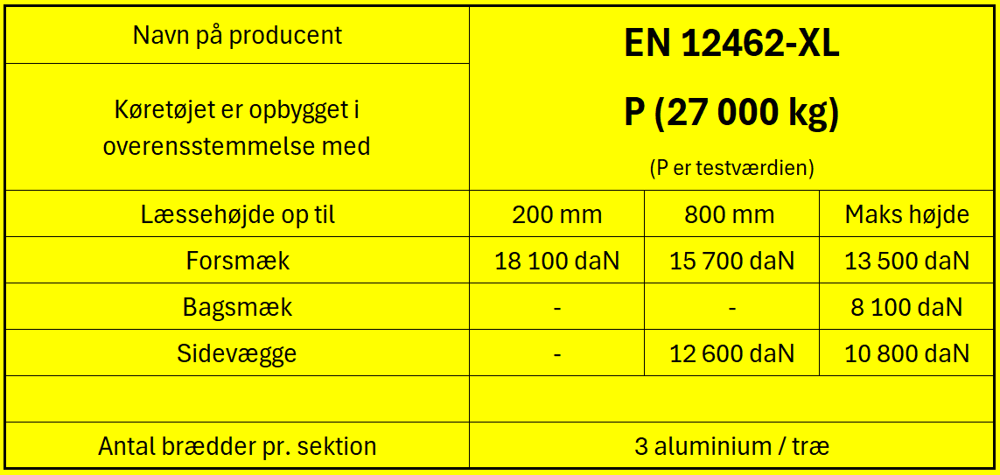 Navn på producent
EN 12462-XL
Køretøjet er opbygget i
overensstemmelse med
P (27 000 kg)
(P er testværdien)
Læssehøjde op til 200 mm 800 mm Maks højde
Forsmæk 18 100 daN 15 700 daN 13 500 daN
Bagsmæk - - 8 100 daN
Sidevægge - 12 600 daN 10 800 daN
Antal brædder pr. sektion 3 aluminium / træ